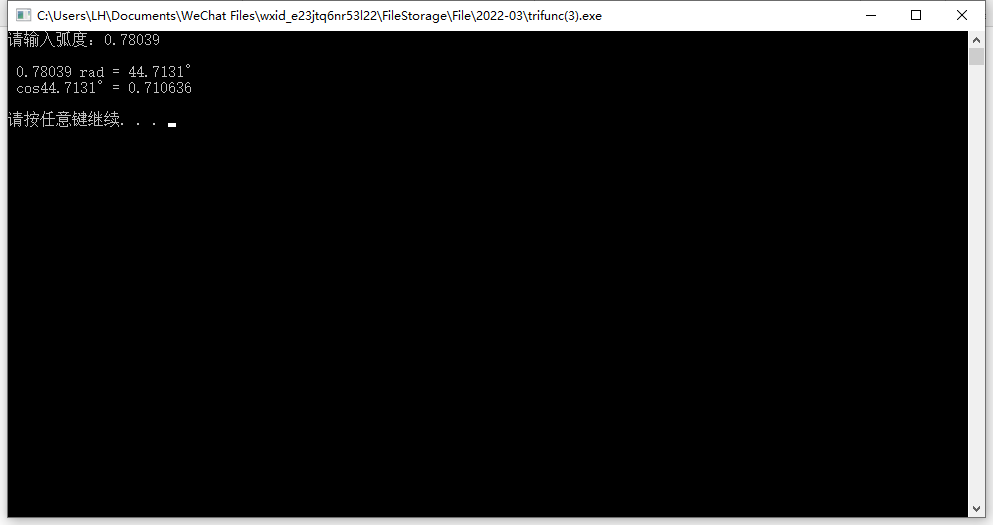 C:\Users\LH\Documents\WeChat Files\wxid_e23jtq6nr53l22\FileStorage\File\2022-03\trifunc(3).exe
请输入弧度：0.78039
0.78039 rad = 44.7131°
cos44.7131° = 0.710636
请按任意键继续. . .